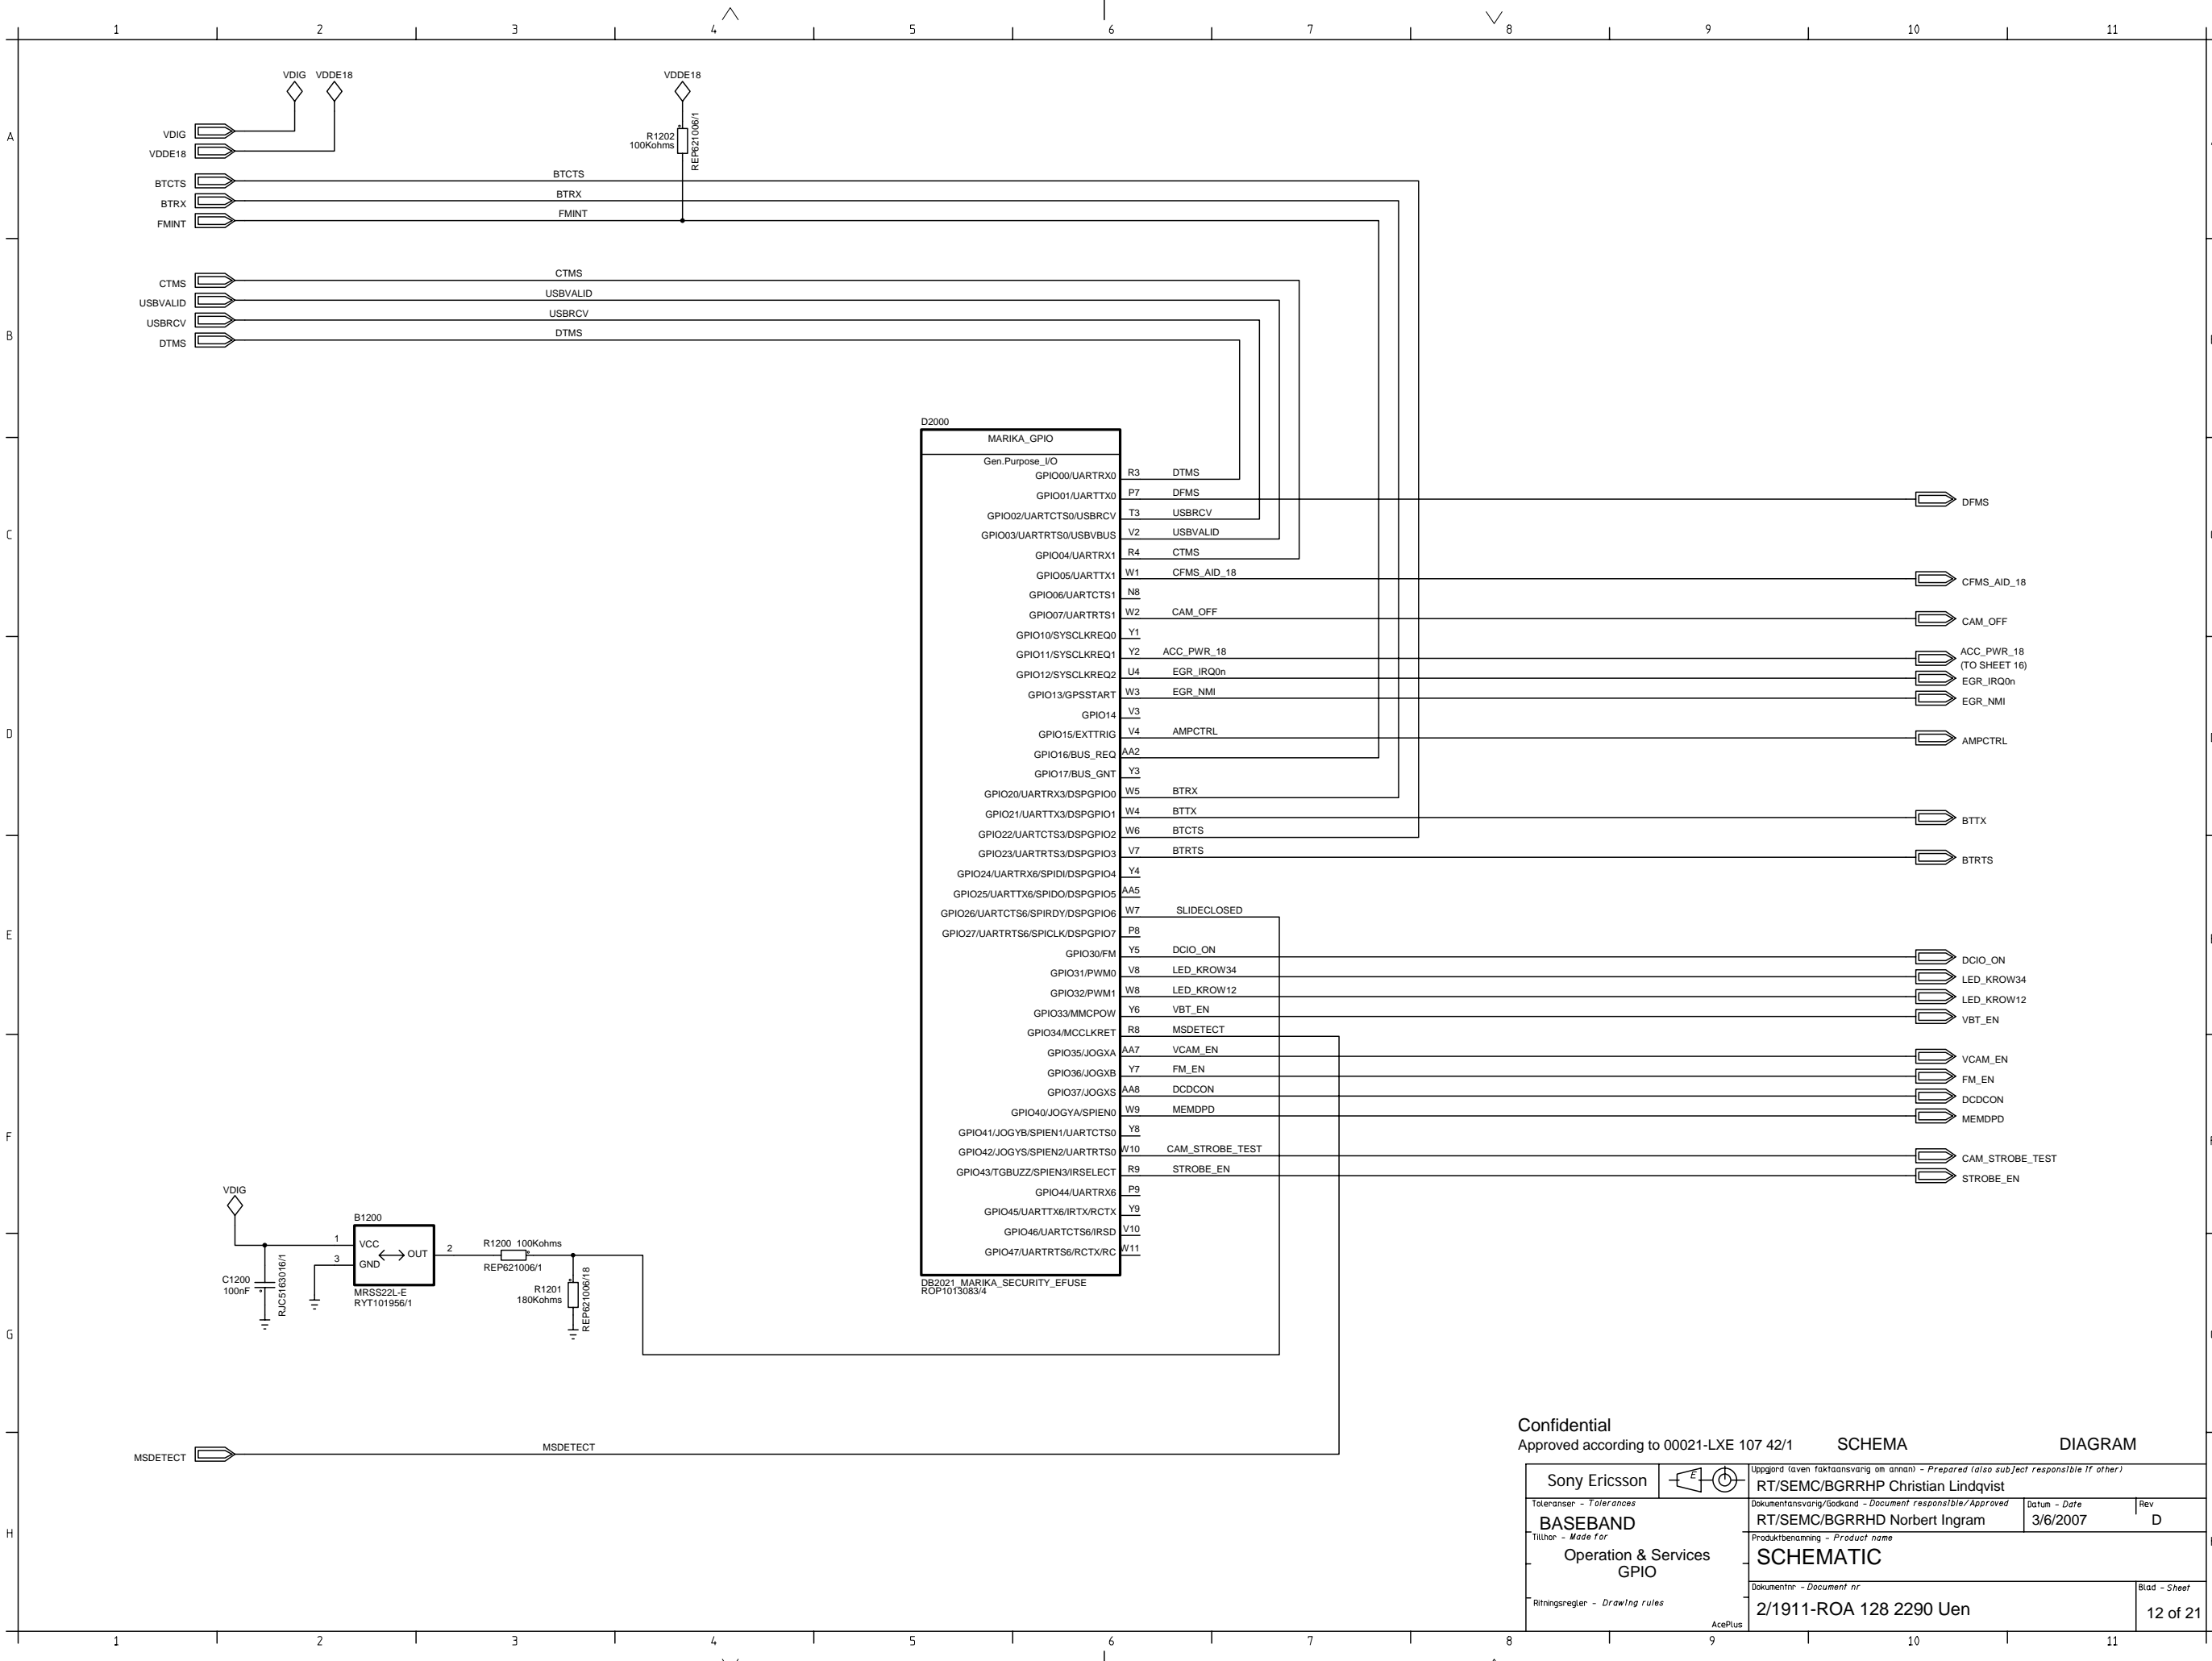 1 2 3 4 5 6 7 8 9 10 11
A
B
C
D
E
F
G
H
VDIG VDDE18
VDDE18
VDIG
VDDE18
R1202
100Kohms
REP621006/1
BTCTS BTCTS
BTRX BTRX
FMINT FMINT
CTMS CTMS
USBVALID USBVALID
USBRCV USBRCV
DTMS DTMS
D2000
MARIKA_GPIO
Gen.Purpose_I/O
GPIO00/UARTRX0 R3 DTMS
GPIO01/UARTTX0 P7 DFMS DFMS
GPIO02/UARTCTS0/USBRCV T3 USBRCV
GPIO03/UARTRTS0/USBVBUS V2 USBVALID
GPIO04/UARTRX1 R4 CTMS
GPIO05/UARTTX1 W1 CFMS_AID_18 CFMS_AID_18
GPIO06/UARTCTS1 N8
GPIO07/UARTRTS1 W2 CAM_OFF CAM_OFF
GPIO10/SYSCLKREQ0 Y1
GPIO11/SYSCLKREQ1 Y2 ACC_PWR_18 ACC_PWR_18
(TO SHEET 16)
GPIO12/SYSCLKREQ2 U4 EGR_IRQ0n EGR_IRQ0n
GPIO13/GPSSTART W3 EGR_NMI EGR_NMI
GPIO14 V3
GPIO15/EXTTRIG V4 AMPCTRL AMPCTRL
GPIO16/BUS_REQ AA2
GPIO17/BUS_GNT Y3
GPIO20/UARTRX3/DSPGPIO0 W5 BTRX
GPIO21/UARTTX3/DSPGPIO1 W4 BTTX BTTX
GPIO22/UARTCTS3/DSPGPIO2 W6 BTCTS
GPIO23/UARTRTS3/DSPGPIO3 V7 BTRTS BTRTS
GPIO24/UARTRX6/SPIDI/DSPGPIO4 Y4
GPIO25/UARTTX6/SPIDO/DSPGPIO5 AA5
GPIO26/UARTCTS6/SPIRDY/DSPGPIO6 W7 SLIDECLOSED
GPIO27/UARTRTS6/SPICLK/DSPGPIO7 P8
GPIO30/FM Y5 DCIO_ON DCIO_ON
GPIO31/PWM0 V8 LED_KROW34 LED_KROW34
GPIO32/PWM1 W8 LED_KROW12 LED_KROW12
GPIO33/MMCPOW Y6 VBT_EN VBT_EN
GPIO34/MCCLKRET R8 MSDETECT
GPIO35/JOGXA AA7 VCAM_EN VCAM_EN
GPIO36/JOGXB Y7 FM_EN FM_EN
GPIO37/JOGXS AA8 DCDCON DCDCON
GPIO40/JOGYA/SPIEN0 W9 MEMDPD MEMDPD
GPIO41/JOGYB/SPIEN1/UARTCTS0 Y8
GPIO42/JOGYS/SPIEN2/UARTRTS0 W10 CAM_STROBE_TEST CAM_STROBE_TEST
GPIO43/TGBUZZ/SPIEN3/IRSELECT R9 STROBE_EN STROBE_EN
GPIO44/UARTRX6 P9
GPIO45/UARTTX6/IRTX/RCTX Y9
GPIO46/UARTCTS6/IRSD V10
GPIO47/UARTRTS6/RCTX/RC W11
DB2021_MARIKA_SECURITY_EFUSE
ROP1013083/4
VDIG
B1200
1 VCC OUT 2
3 GND
MRSS22L-E
RYT101956/1
C1200
100nF
RJC5163016/1
R1200 100Kohms
REP621006/1
R1201
180Kohms
REP621006/18
MSDETECT MSDETECT
Confidential
Approved according to 00021-LXE 107 42/1 SCHEMA DIAGRAM
Sony Ericsson E
Uppgjord (även faktaansvarig om annan) - Prepared (also subject responsible if other)
RT/SEMC/BGRRHP Christian Lindqvist
Toleranser - Tolerances
BASEBAND
Dokumentansvarig/Godkand - Document responsible/Approved
RT/SEMC/BGRRHD Norbert Ingram
Datum - Date
3/6/2007
Rev
D
Tillhor - Made for
Operation & Services
GPIO
Produktbenamning - Product name
SCHEMATIC
Ritningsregler - Drawing rules
AcePlus
Dokumentnr - Document nr
2/1911-ROA 128 2290 Uen
Blad - Sheet
12 of 21
1 2 3 4 5 6 7 8 9 10 11